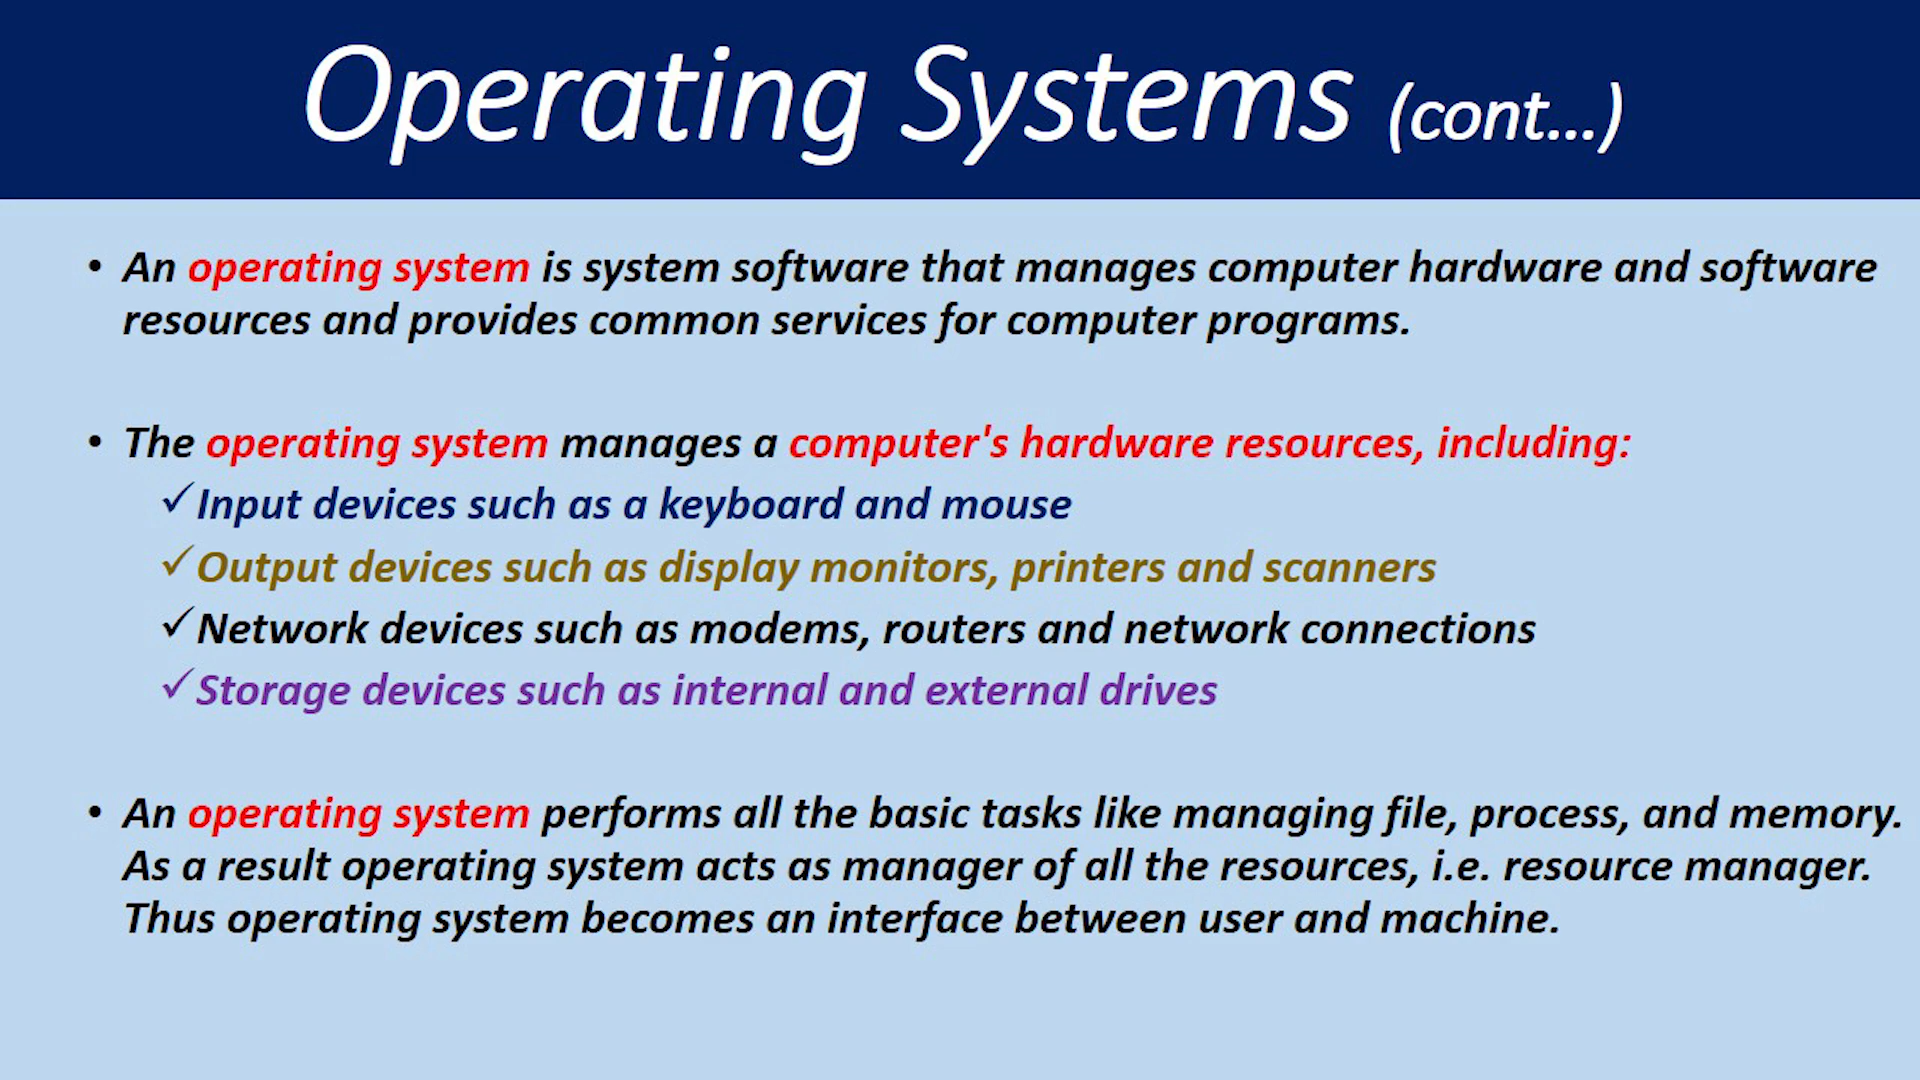 Operating Systems (cont...)
• An operating system is system software that manages computer hardware and software
resources and provides common services for computer programs.
• The operating system manages a computer's hardware resources, including:
✓Input devices such as a keyboard and mouse
✓Output devices such as display monitors, printers and scanners
✓Network devices such as modems, routers and network connections
✓Storage devices such as internal and external drives
• An operating system performs all the basic tasks like managing file, process, and memory.
As a result operating system acts as manager of all the resources, i.e. resource manager.
Thus operating system becomes an interface between user and machine.